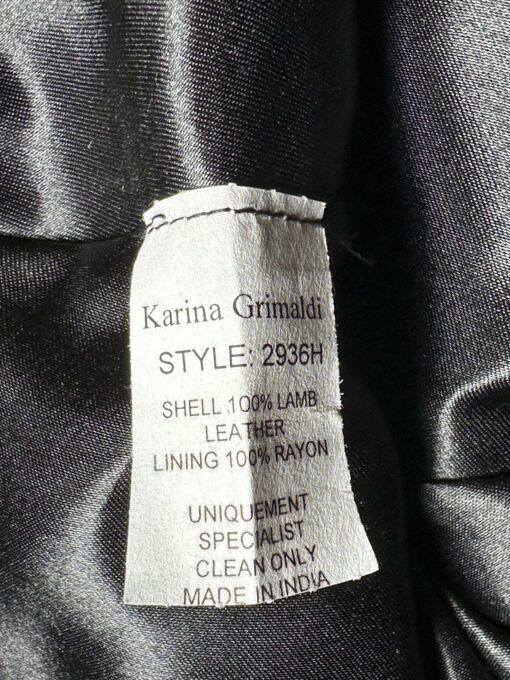 Karina Grimaldi
STYLE: 2936H
SHELL 100% LAMB
LEATHER
LINING 100% RAYON
UNIQUEMENT
SPECIALIST
CLEAN ONLY
MADE IN INDIA